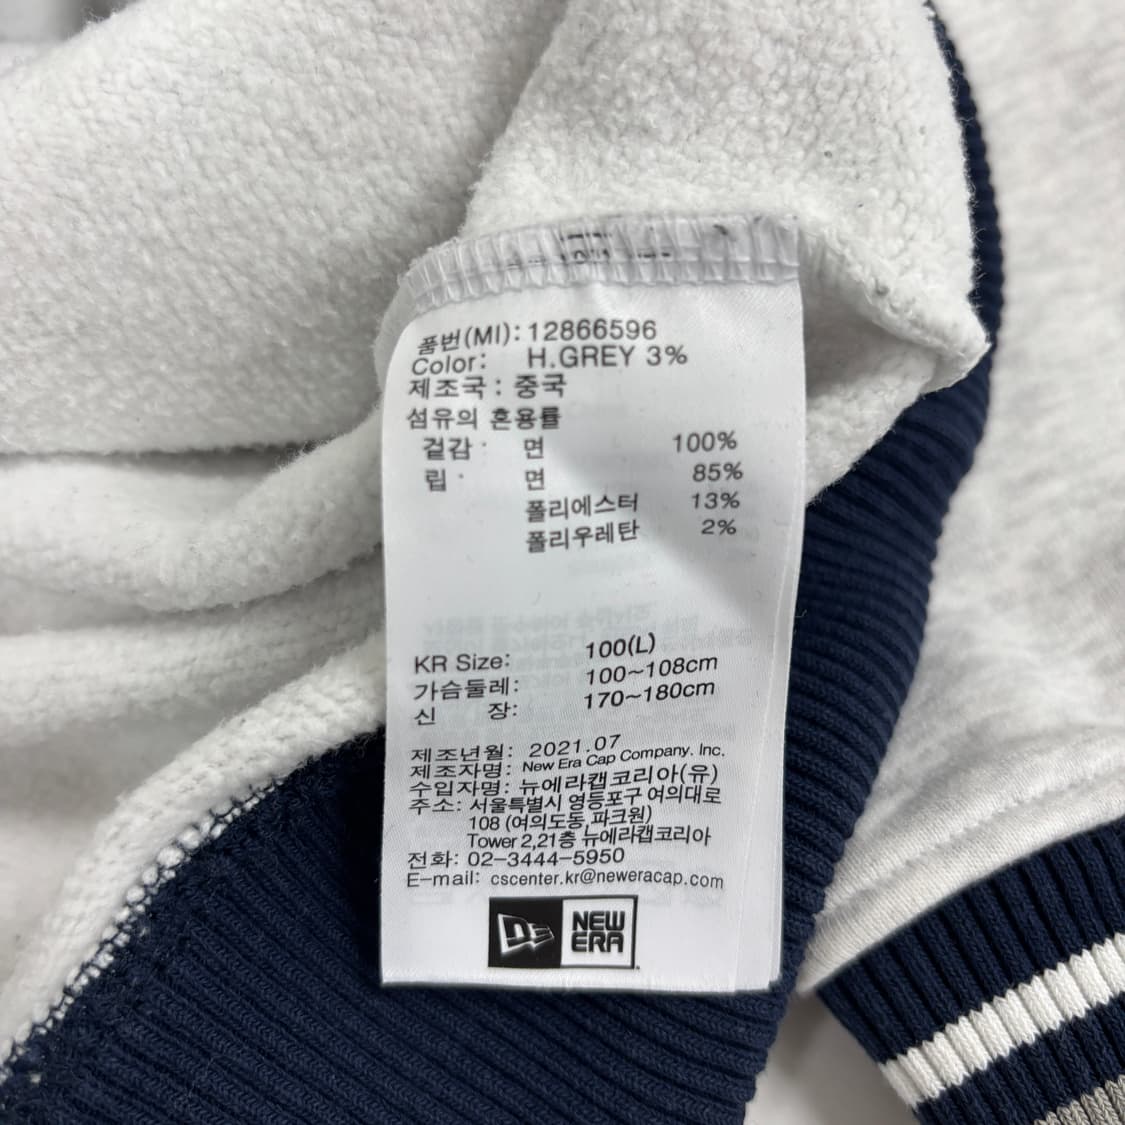 품번(MI): 12866596
Color: H.GREY 3%
제조국 : 중국
섬유의 혼용률
겉감 · 면 100%
립 · 면 85%
폴리에스터 13%
폴리우레탄 2%
KR Size: 100(L)
가슴둘레: 100~108cm
신 장: 170~180cm
제조년월: 2021.07
제조자명: New Era Cap Company. Inc.
수입자명: 뉴에라캡코리아(유)
주소: 서울특별시 영등포구 여의대로
108 (여의도동,파크원)
Tower 2,21층 뉴에라캡코리아
전화: 02-3444-5950
E-mail: cscenter.kr@neweracap.com
NEW
ERA